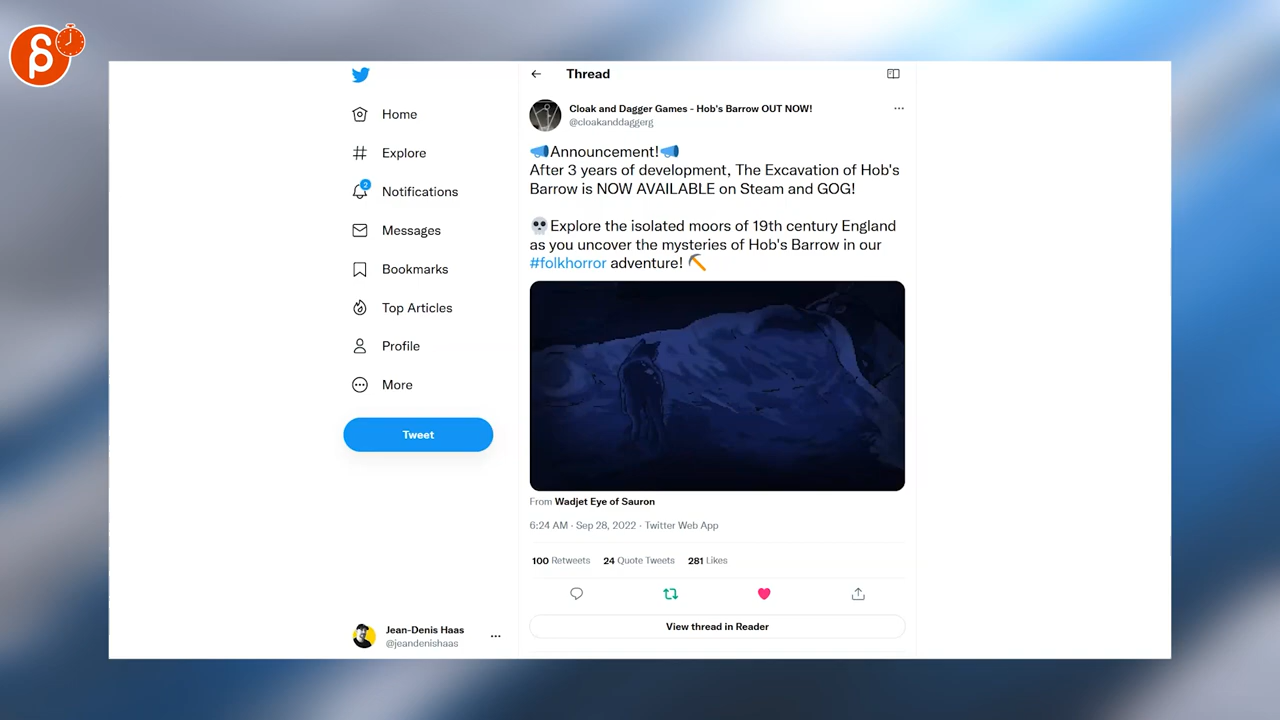 Thread
Cloak and Dagger Games - Hob's Barrow OUT NOW!
@cloakanddaggerg
📣Announcement!📣
After 3 years of development, The Excavation of Hob's
Barrow is NOW AVAILABLE on Steam and GOG!
💀Explore the isolated moors of 19th century England
as you uncover the mysteries of Hob's Barrow in our
#folkhorror adventure! ⛏️
From Wadjet Eye of Sauron
6:24 AM · Sep 28, 2022 · Twitter Web App
100 Retweets 24 Quote Tweets 281 Likes
View thread in Reader
Home
Explore
2
Notifications
Messages
Bookmarks
Top Articles
Profile
More
Tweet
Jean-Denis Haas
@jeandenishaas